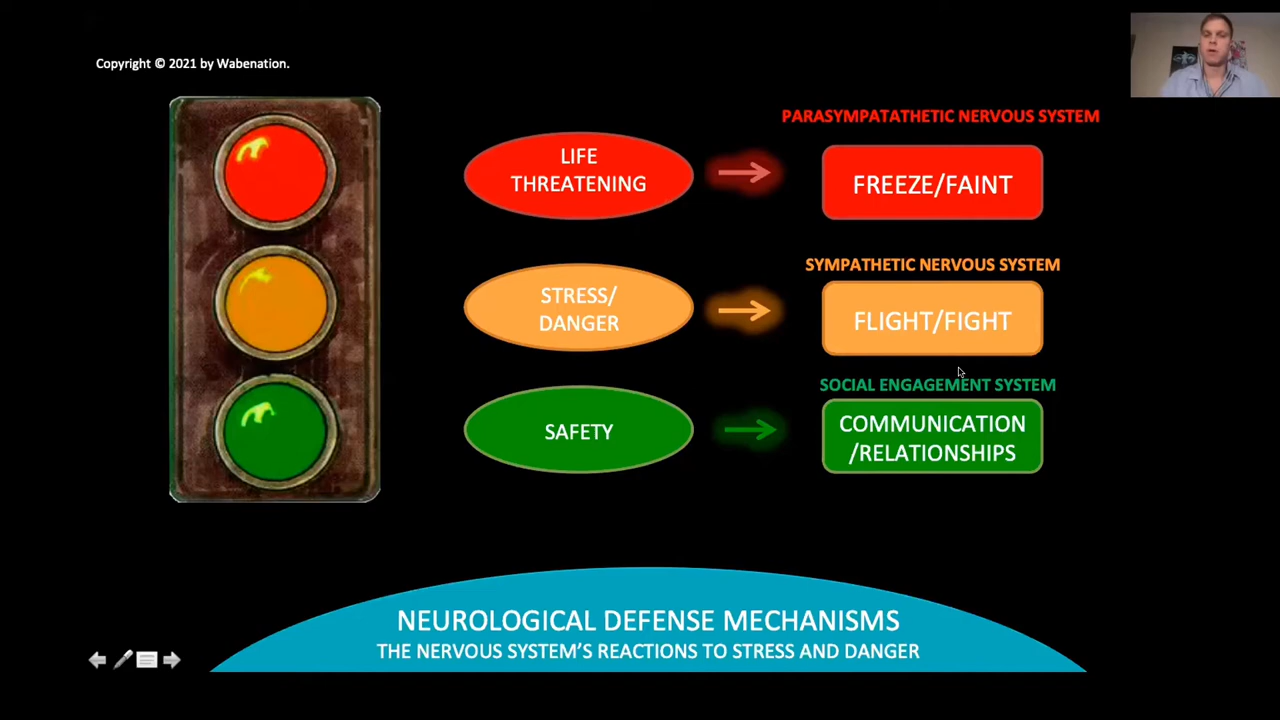 Copyright © 2021 by Wabenation.
PARASYMPATATHETIC NERVOUS SYSTEM
LIFE
THREATENING
FREEZE/FAINT
SYMPATHETIC NERVOUS SYSTEM
STRESS/
DANGER
FLIGHT/FIGHT
SOCIAL ENGAGEMENT SYSTEM
SAFETY
COMMUNICATION
/RELATIONSHIPS
NEUROLOGICAL DEFENSE MECHANISMS
THE NERVOUS SYSTEM'S REACTIONS TO STRESS AND DANGER